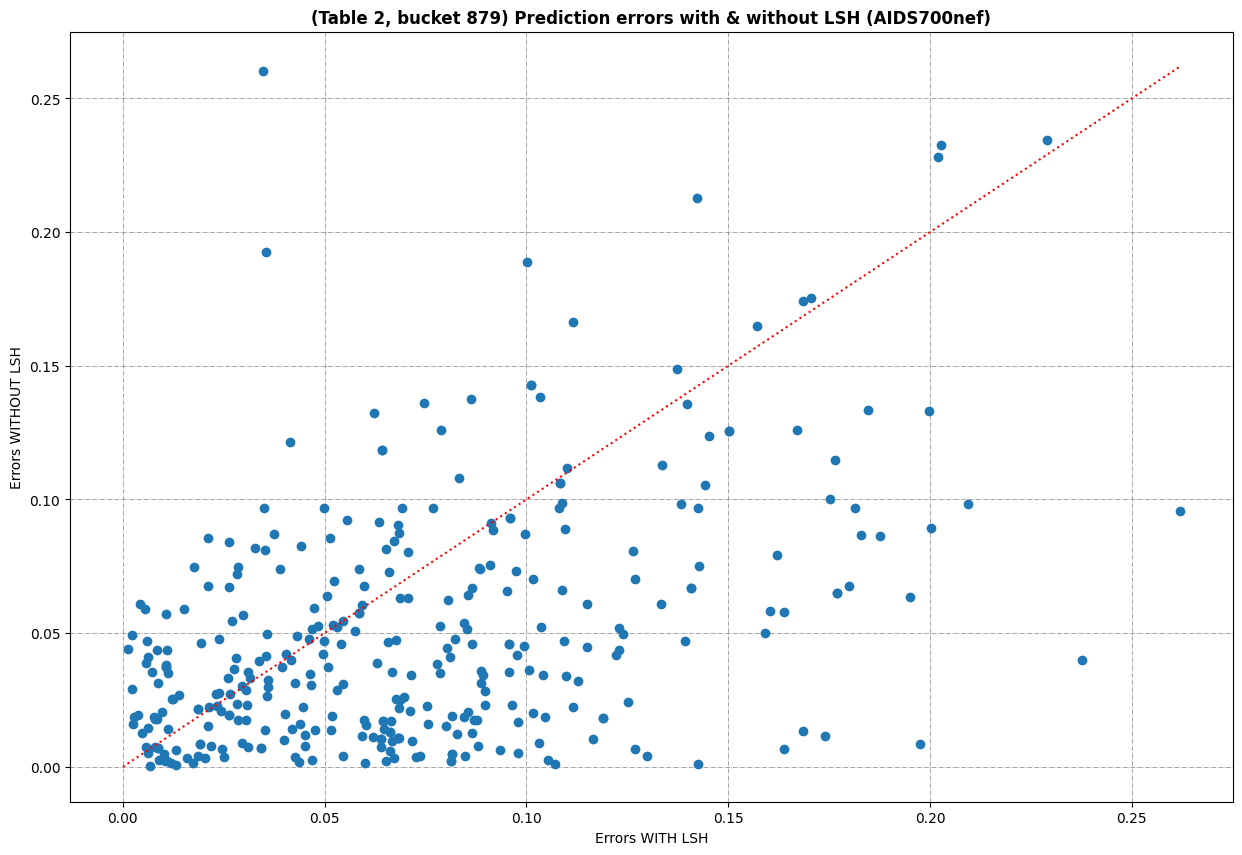 (Table 2, bucket 879) Prediction errors with & without LSH (AIDS700nef)
Errors WITHOUT LSH
0.25
0.20
0.15
0.10
0.05
0.00
0.00 0.05 0.10 0.15 0.20 0.25
Errors WITH LSH